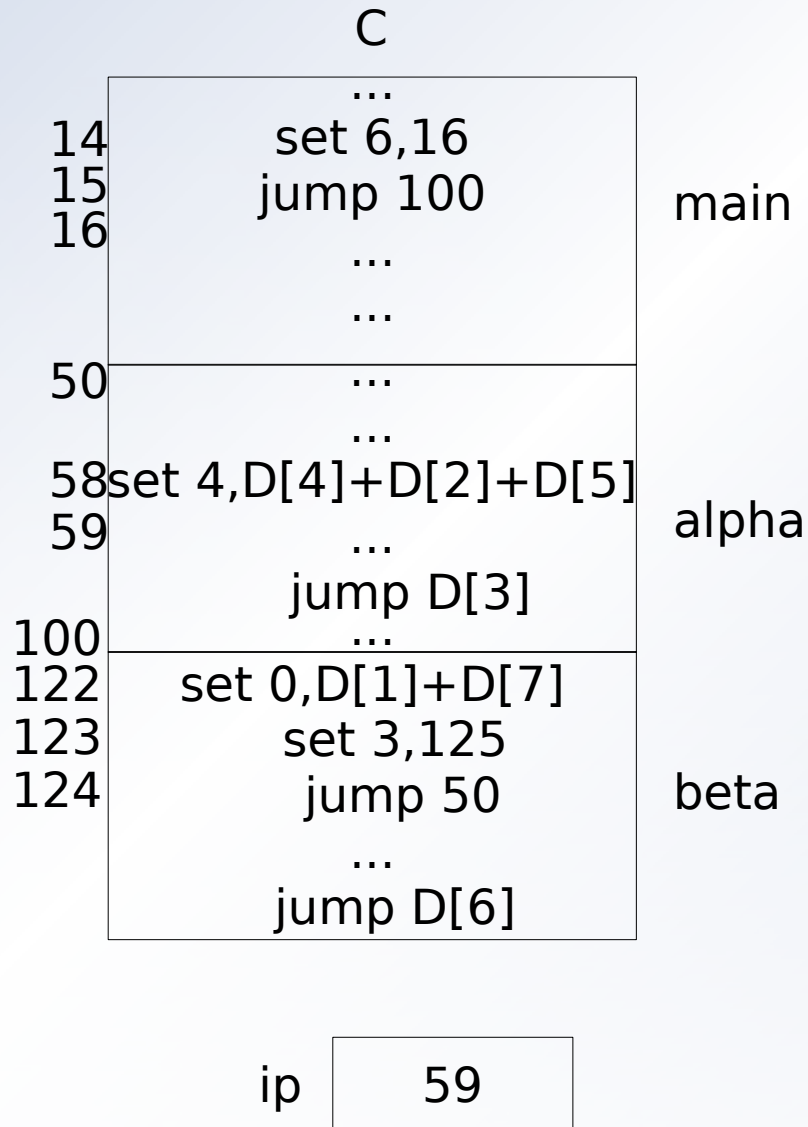 C
...
14 set 6,16
15 jump 100
16 ...
main
...
50 ...
...
58 set 4,D[4]+D[2]+D[5]
59 ...
alpha
jump D[3]
100 ...
122 set 0,D[1]+D[7]
123 set 3,125
124 jump 50
beta
...
jump D[6]
ip 59